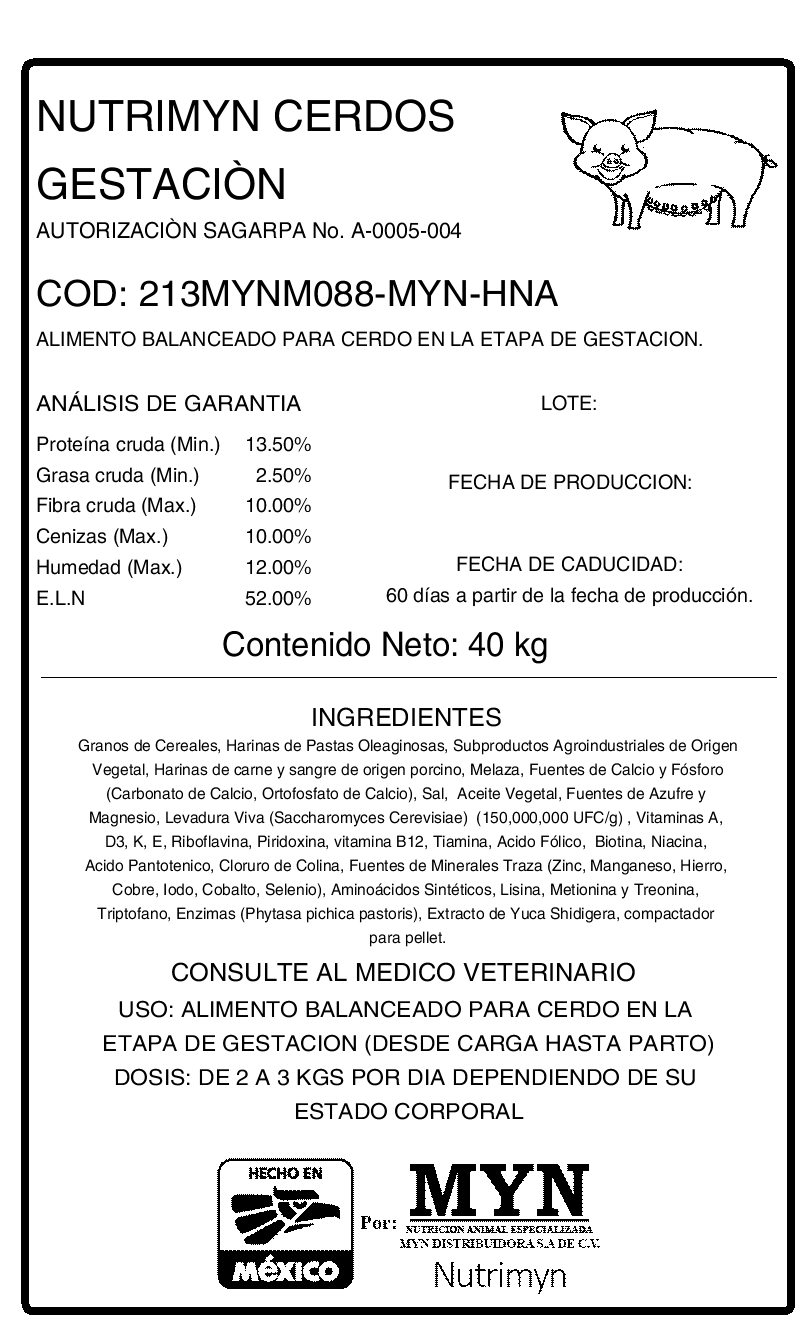 NUTRIMYN CERDOS
GESTACIÒN
AUTORIZACIÒN SAGARPA No. A-0005-004
COD: 213MYNM088-MYN-HNA
ALIMENTO BALANCEADO PARA CERDO EN LA ETAPA DE GESTACION.
ANÁLISIS DE GARANTIA
Proteína cruda (Min.) 13.50%
Grasa cruda (Min.) 2.50%
Fibra cruda (Max.) 10.00%
Cenizas (Max.) 10.00%
Humedad (Max.) 12.00%
E.L.N 52.00%
LOTE:
FECHA DE PRODUCCION:
FECHA DE CADUCIDAD:
60 días a partir de la fecha de producción.
Contenido Neto: 40 kg
INGREDIENTES
Granos de Cereales, Harinas de Pastas Oleaginosas, Subproductos Agroindustriales de Origen
Vegetal, Harinas de carne y sangre de origen porcino, Melaza, Fuentes de Calcio y Fósforo
(Carbonato de Calcio, Ortofosfato de Calcio), Sal, Aceite Vegetal, Fuentes de Azufre y
Magnesio, Levadura Viva (Saccharomyces Cerevisiae) (150,000,000 UFC/g) , Vitaminas A,
D3, K, E, Riboflavina, Piridoxina, vitamina B12, Tiamina, Acido Fólico, Biotina, Niacina,
Acido Pantotenico, Cloruro de Colina, Fuentes de Minerales Traza (Zinc, Manganeso, Hierro,
Cobre, Iodo, Cobalto, Selenio), Aminoácidos Sintéticos, Lisina, Metionina y Treonina,
Triptofano, Enzimas (Phytasa pichica pastoris), Extracto de Yuca Shidigera, compactador
para pellet.
CONSULTE AL MEDICO VETERINARIO
USO: ALIMENTO BALANCEADO PARA CERDO EN LA
ETAPA DE GESTACION (DESDE CARGA HASTA PARTO)
DOSIS: DE 2 A 3 KGS POR DIA DEPENDIENDO DE SU
ESTADO CORPORAL
HECHO EN
MéXICO
Por:
MYN
NUTRICION ANIMAL ESPECIALIZADA
MYN DISTRIBUIDORA S.A DE C.V.
Nutrimyn